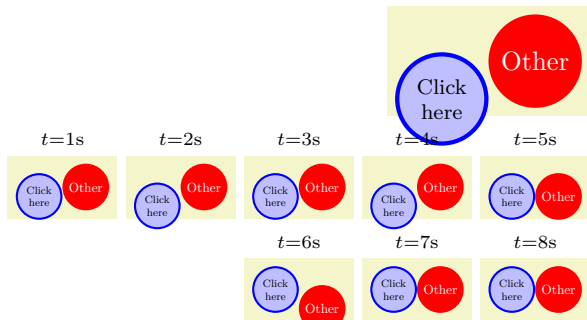 Click
here
Other
t=1s
t=2s
t=3s
t=4s
t=5s
Click
here
Other
Click
here
Other
Click
here
Other
Click
here
Other
Click
here
Other
t=6s
t=7s
t=8s
Click
here
Other
Click
here
Other
Click
here
Other